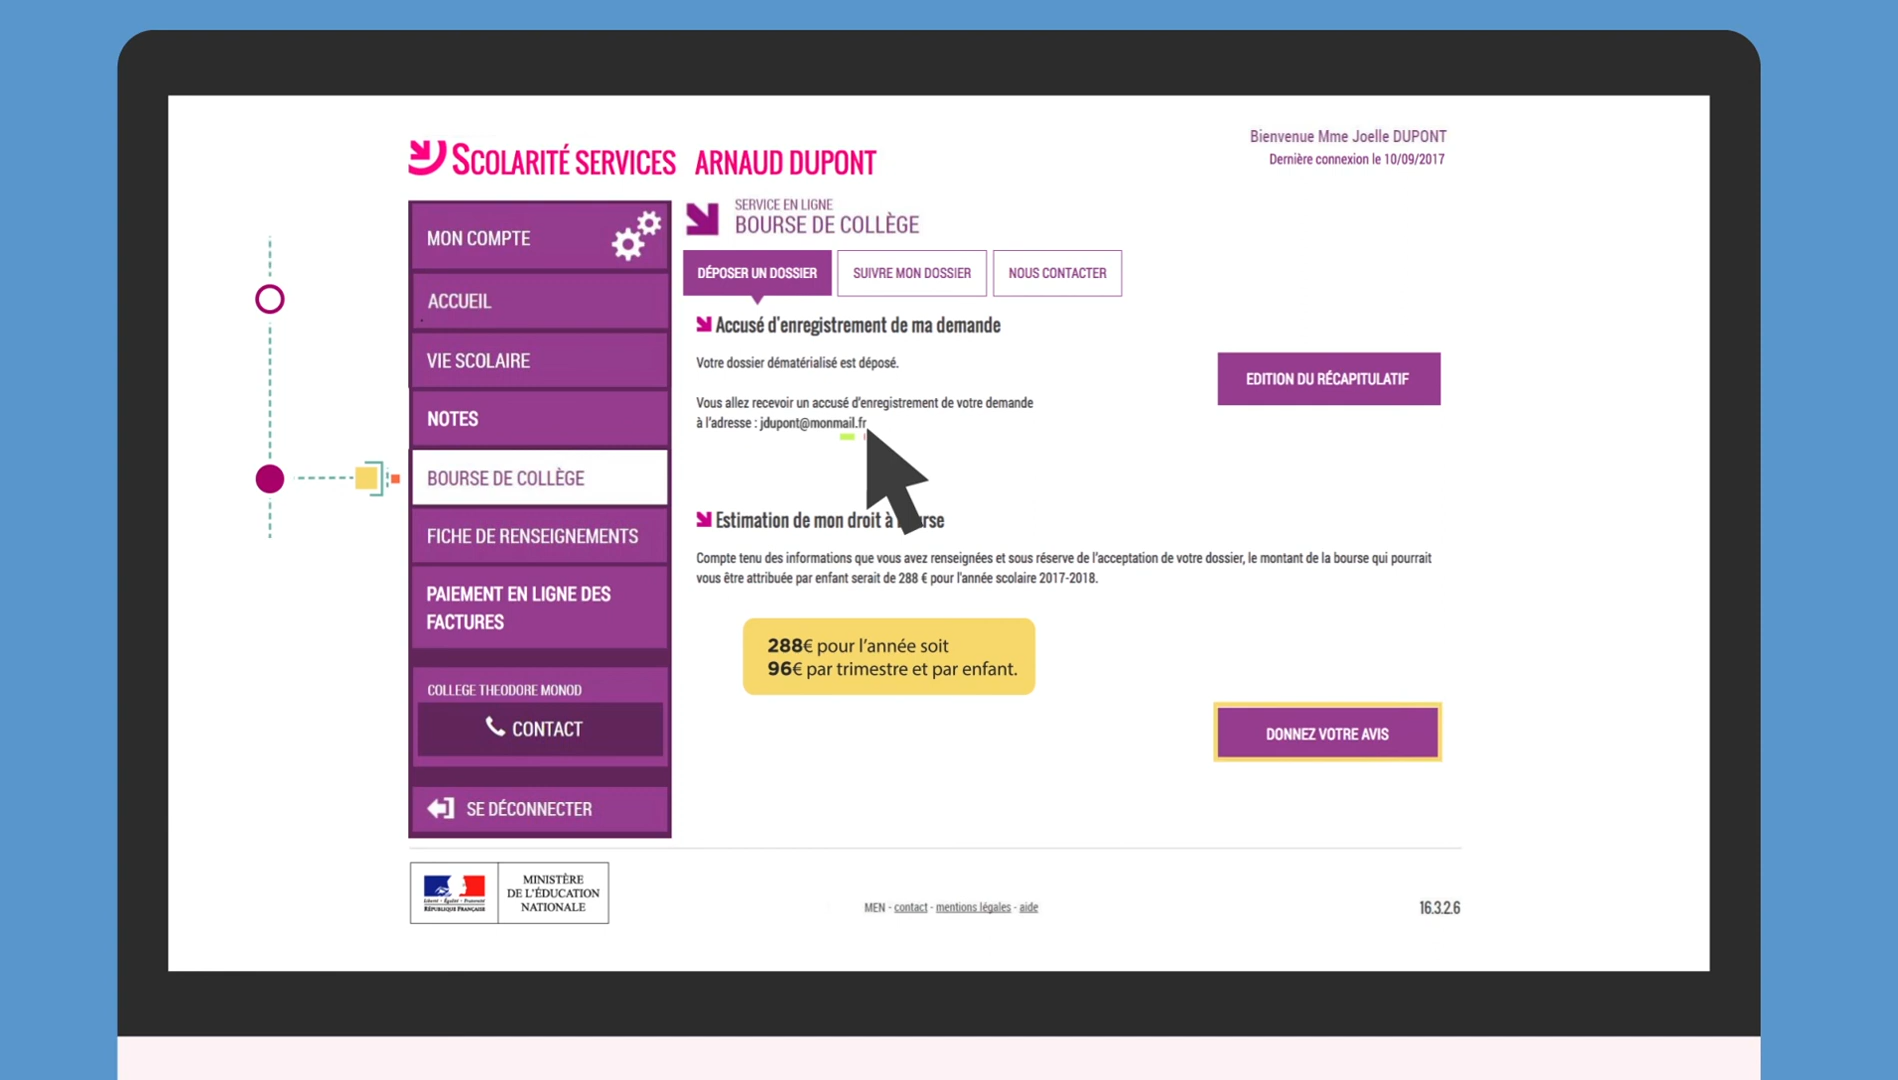 Bienvenue Mme Joelle DUPONT
Dernière connexion le 10/09/2017
SCOLARITÉ SERVICES ARNAUD DUPONT
MON COMPTE
ACCUEIL
VIE SCOLAIRE
NOTES
BOURSE DE COLLÈGE
FICHE DE RENSEIGNEMENTS
PAIEMENT EN LIGNE DES
FACTURES
COLLEGE THEODORE MONOD
CONTACT
SE DÉCONNECTER
SERVICE EN LIGNE
BOURSE DE COLLÈGE
DÉPOSER UN DOSSIER
SUIVRE MON DOSSIER
NOUS CONTACTER
Accusé d'enregistrement de ma demande
Votre dossier dématérialisé est déposé.
Vous allez recevoir un accusé d'enregistrement de votre demande
à l'adresse : jdupont@monmail.fr
EDITION DU RÉCAPITULATIF
Estimation de mon droit à
Compte tenu des informations que vous avez renseignées et sous réserve de l'acceptation de votre dossier, le montant de la bourse qui pourrait
vous être attribuée par enfant serait de 288 € pour l'année scolaire 2017-2018.
288€ pour l'année soit
96€ par trimestre et par enfant.
DONNEZ VOTRE AVIS
Liberté • Égalité • Fraternité
RÉPUBLIQUE FRANÇAISE
MINISTÈRE
DE L'ÉDUCATION
NATIONALE
MEN - contact - mentions légales - aide
16.3.2.6